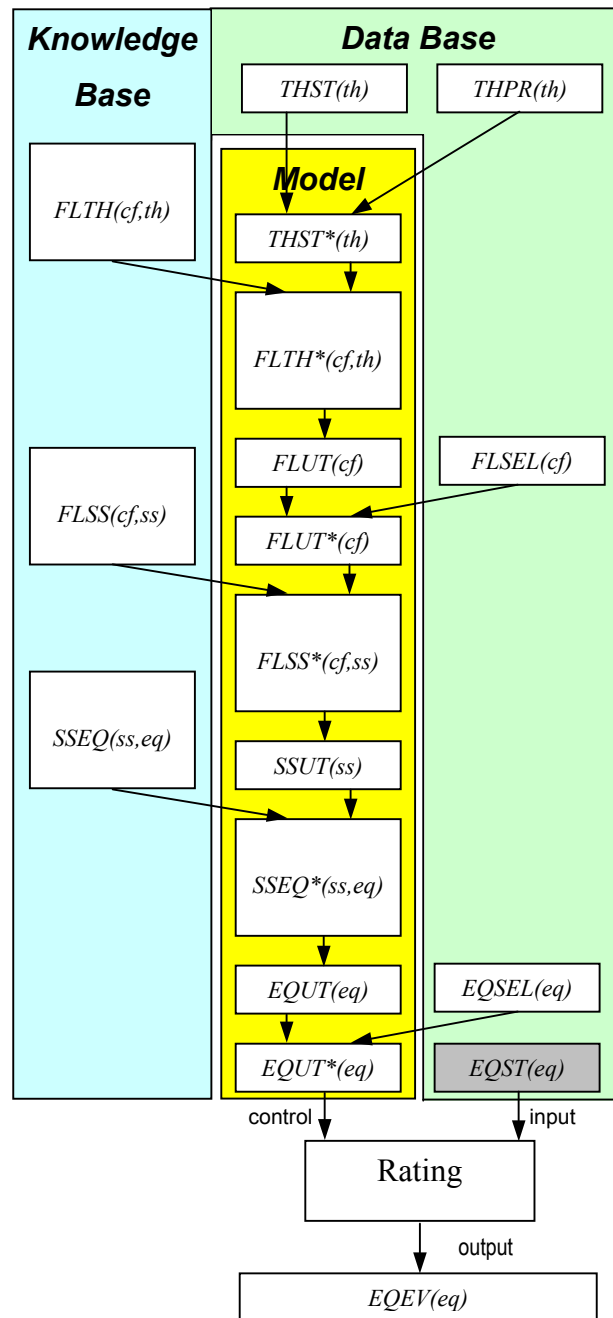 Knowledge
Base
Data Base
THST(th)
THPR(th)
Model
FLTH(cf,th)
THST*(th)
FLTH*(cf,th)
FLUT(cf)
FLSEL(cf)
FLSS(cf,ss)
FLUT*(cf)
FLSS*(cf,ss)
SSEQ(ss,eq)
SSUT(ss)
SSEQ*(ss,eq)
EQUT(eq)
EQSEL(eq)
EQUT*(eq)
EQST(eq)
control
input
Rating
output
EQEV(eq)